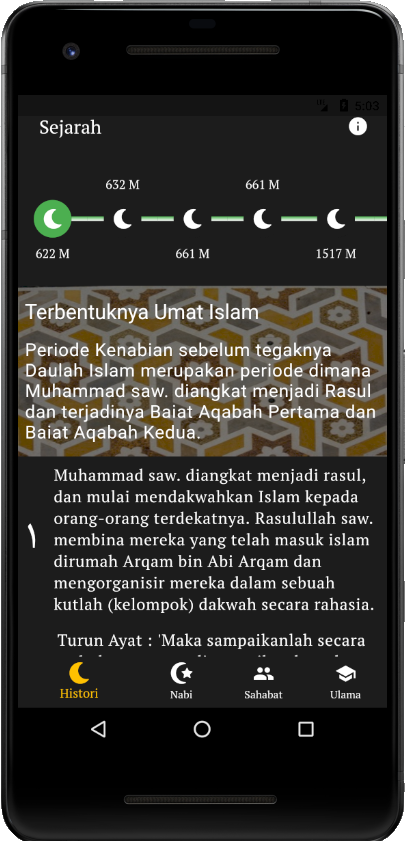 5:03
Sejarah
632 M
661 M
622 M
661 M
1517 M
Terbentuknya Umat Islam
Periode Kenabian sebelum tegaknya
Daulah Islam merupakan periode dimana
Muhammad saw. diangkat menjadi Rasul
dan terjadinya Baiat Aqabah Pertama dan
Baiat Aqabah Kedua.
١
Muhammad saw. diangkat menjadi rasul,
dan mulai mendakwahkan Islam kepada
orang-orang terdekatnya. Rasulullah saw.
membina mereka yang telah masuk islam
dirumah Arqam bin Abi Arqam dan
mengorganisir mereka dalam sebuah
kutlah (kelompok) dakwah secara rahasia.
Turun Ayat : 'Maka sampaikanlah secara
Histori
Nabi
Sahabat
Ulama